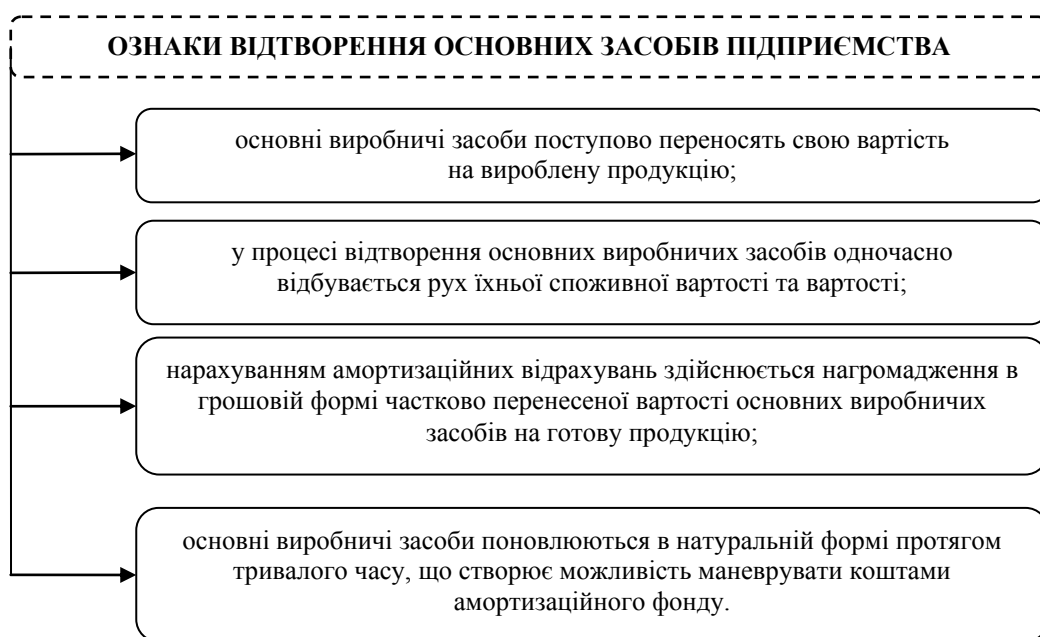 ОЗНАКИ ВІДТВОРЕННЯ ОСНОВНИХ ЗАСОБІВ ПІДПРИЄМСТВА
основні виробничі засоби поступово переносять свою вартість
на вироблену продукцію;
у процесі відтворення основних виробничих засобів одночасно
відбувається рух їхньої споживної вартості та вартості;
нарахуванням амортизаційних відрахувань здійснюється нагромадження в
грошовій формі частково перенесеної вартості основних виробничих
засобів на готову продукцію;
основні виробничі засоби поновлюються в натуральній формі протягом
тривалого часу, що створює можливість маневрувати коштами
амортизаційного фонду.